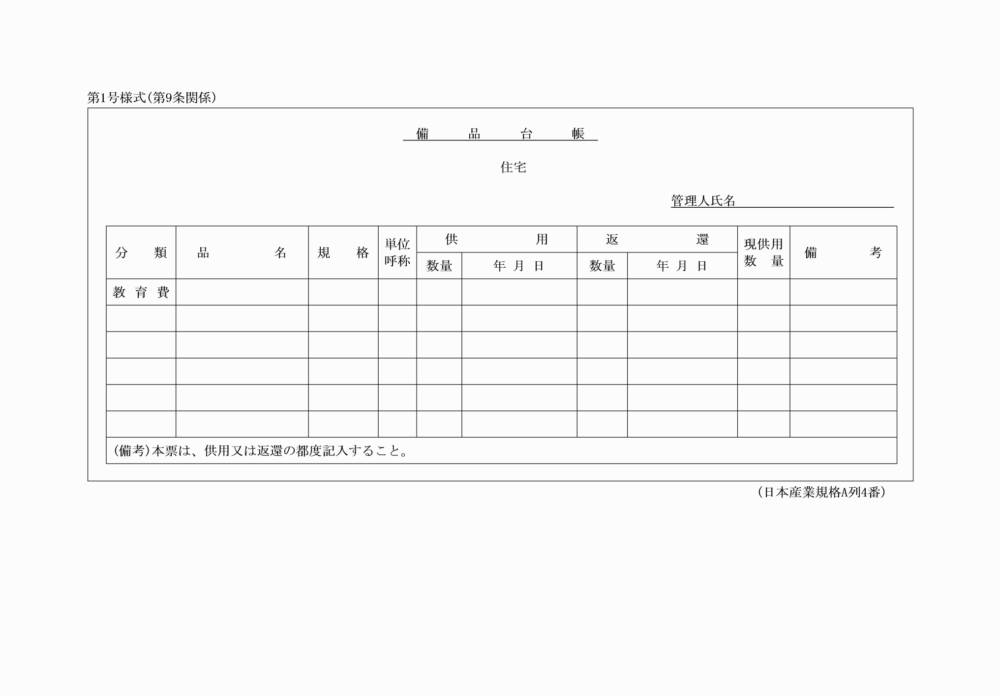 第1号様式(第9条関係)
備品台帳
住宅
管理人氏名
分類 品名 規格 単位呼称 供用 返還 現供用数量 備考
数量 年月日 数量 年月日
教育費
(備考)本票は、供用又は返還の都度記入すること。
(日本産業規格A列4番)